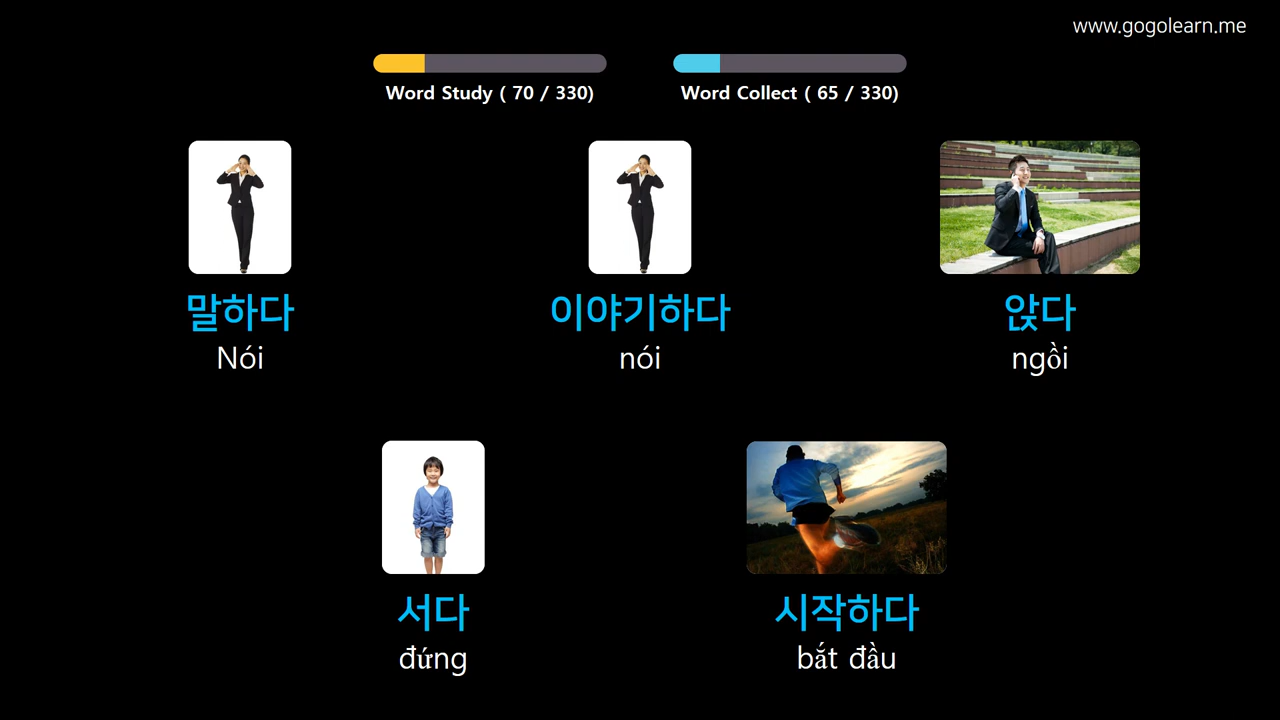 www.gogolearn.me
Word Study ( 70 / 330)
Word Collect ( 65 / 330)
말하다
Nói
이야기하다
nói
앉다
ngồi
서다
đứng
시작하다
bắt đầu